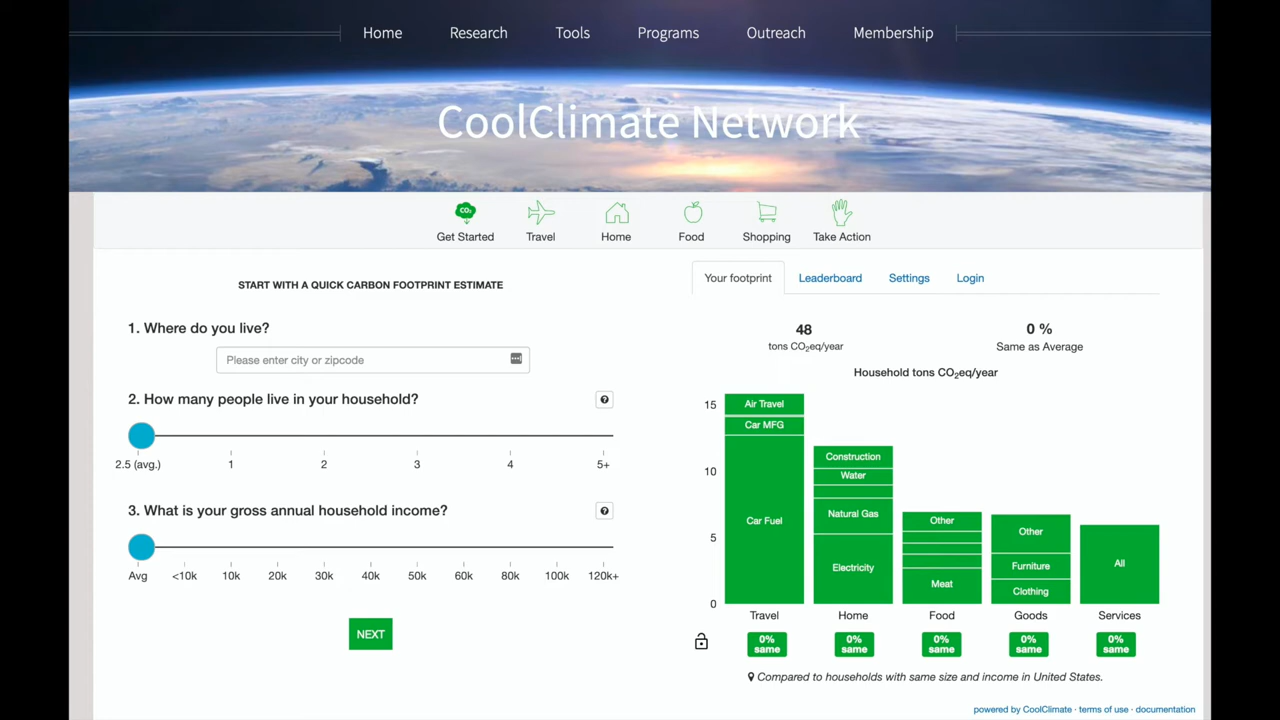 Home Research Tools Programs Outreach Membership
CoolClimate Network
CO₂
Get Started Travel Home Food Shopping Take Action
START WITH A QUICK CARBON FOOTPRINT ESTIMATE
1. Where do you live?
Please enter city or zipcode
2. How many people live in your household?
?
2.5 (avg.) 1 2 3 4 5+
3. What is your gross annual household income?
?
Avg <10k 10k 20k 30k 40k 50k 60k 80k 100k 120k+
NEXT
Your footprint Leaderboard Settings Login
48
tons CO₂eq/year
0 %
Same as Average
Household tons CO₂eq/year
15
10
5
0
Air Travel
Car MFG
Car Fuel
Construction
Water
Natural Gas
Electricity
Other
Meat
Other
Furniture
Clothing
All
Travel Home Food Goods Services
0% same
0% same
0% same
0% same
0% same
Compared to households with same size and income in United States.
powered by CoolClimate · terms of use · documentation